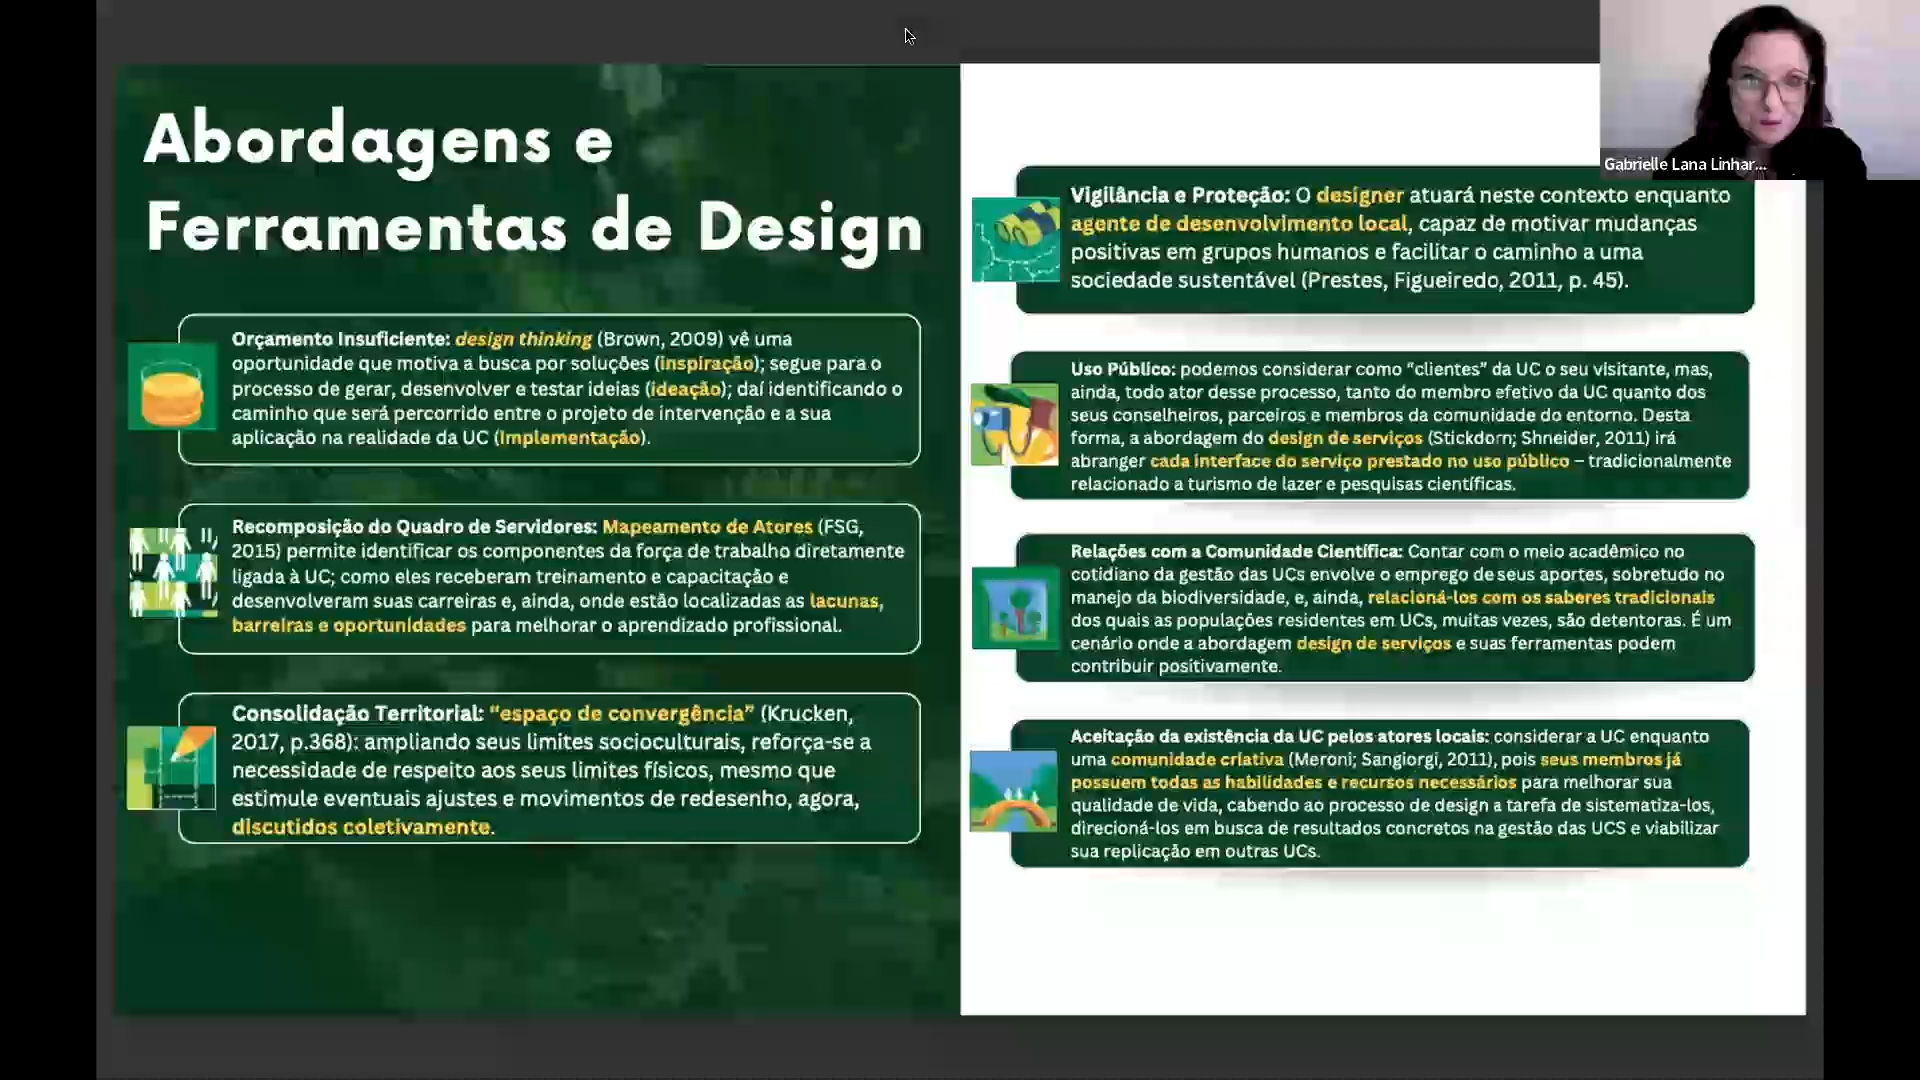 Abordagens e
Ferramentas de Design
Orçamento Insuficiente: design thinking (Brown, 2009) vê uma
oportunidade que motiva a busca por soluções (inspiração); segue para o
processo de gerar, desenvolver e testar ideias (ideação); daí identificando o
caminho que será percorrido entre o projeto de intervenção e a sua
aplicação na realidade da UC (implementação).
Recomposição do Quadro de Servidores: Mapeamento de Atores (FSG,
2015) permite identificar os componentes da força de trabalho diretamente
ligada à UC; como eles receberam treinamento e capacitação e
desenvolveram suas carreiras e, ainda, onde estão localizadas as lacunas,
barreiras e oportunidades para melhorar o aprendizado profissional.
Consolidação Territorial: “espaço de convergência” (Krucken,
2017, p.368): ampliando seus limites socioculturais, reforça-se a
necessidade de respeito aos seus limites físicos, mesmo que
estimule eventuais ajustes e movimentos de redesenho, agora,
discutidos coletivamente.
Gabrielle Lana Linhar...
Vigilância e Proteção: O designer atuará neste contexto enquanto
agente de desenvolvimento local, capaz de motivar mudanças
positivas em grupos humanos e facilitar o caminho a uma
sociedade sustentável (Prestes, Figueiredo, 2011, p. 45).
Uso Público: podemos considerar como “clientes” da UC o seu visitante, mas,
ainda, todo ator desse processo, tanto do membro efetivo da UC quanto dos
seus conselheiros, parceiros e membros da comunidade do entorno. Desta
forma, a abordagem do design de serviços (Stickdorn; Shneider, 2011) irá
abranger cada interface do serviço prestado no uso público – tradicionalmente
relacionado a turismo de lazer e pesquisas científicas.
Relações com a Comunidade Científica: Contar com o meio acadêmico no
cotidiano da gestão das UCs envolve o emprego de seus aportes, sobretudo no
manejo da biodiversidade, e, ainda, relacioná-los com os saberes tradicionais
dos quais as populações residentes em UCs, muitas vezes, são detentoras. É um
cenário onde a abordagem design de serviços e suas ferramentas podem
contribuir positivamente.
Aceitação da existência da UC pelos atores locais: considerar a UC enquanto
uma comunidade criativa (Meroni; Sangiorgi, 2011), pois seus membros já
possuem todas as habilidades e recursos necessários para melhorar sua
qualidade de vida, cabendo ao processo de design a tarefa de sistematiza-los,
direcioná-los em busca de resultados concretos na gestão das UCS e viabilizar
sua replicação em outras UCs.